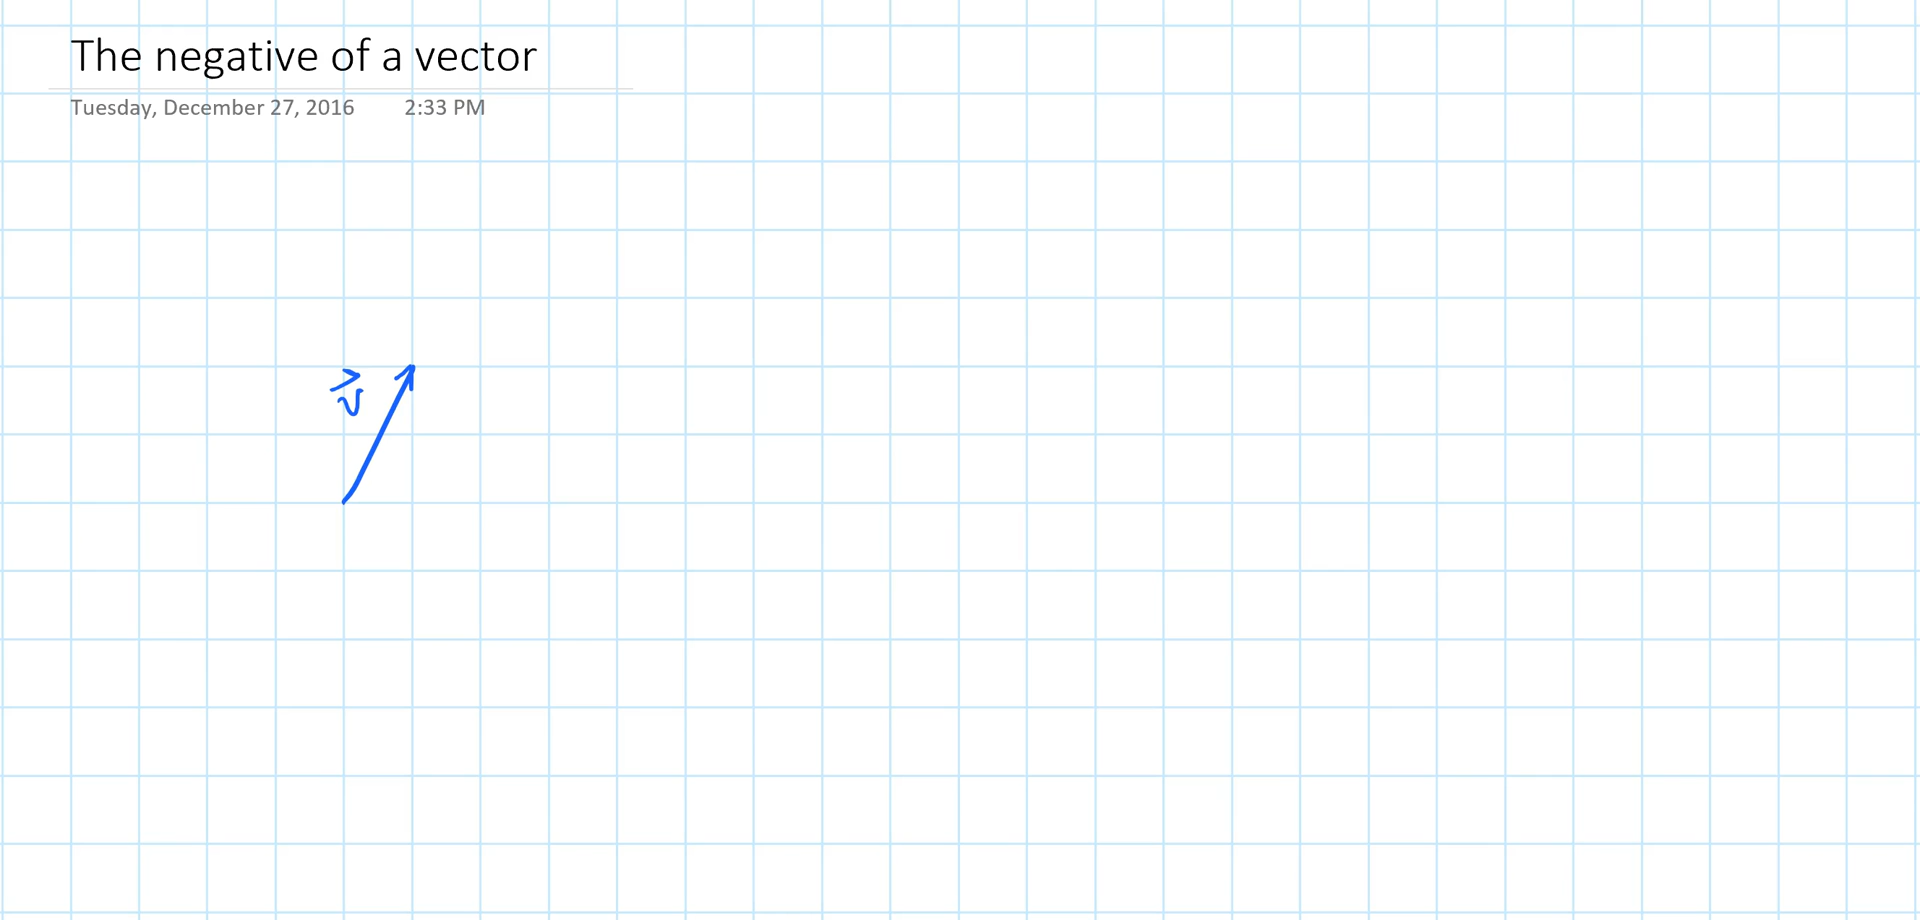 The negative of a vector
Tuesday, December 27, 2016 2:33 PM
v⃗